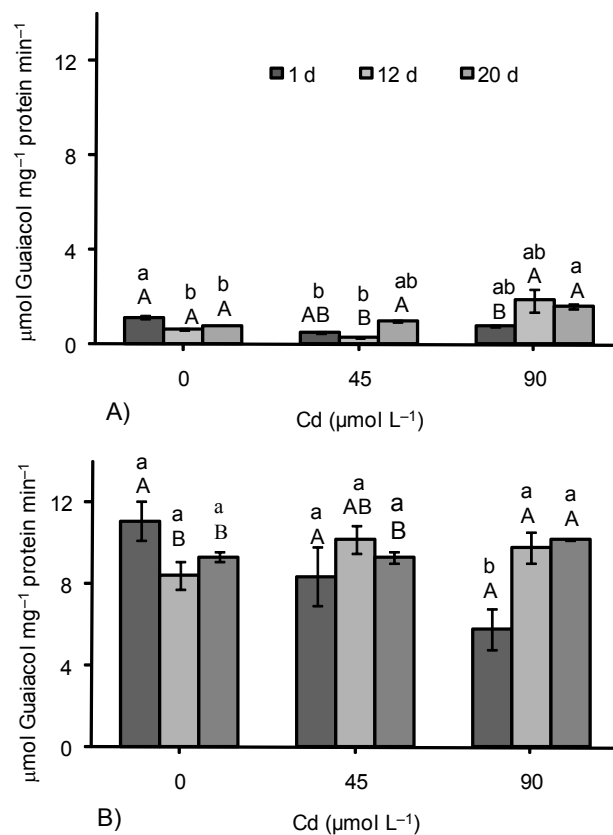 12
8
4
0
μmol Guaiacol mg⁻¹ protein min⁻¹
1 d 12 d 20 d
a b b b b ab ab ab a
A A A AB B A B A A
0 45 90
A) Cd (μmol L⁻¹)
12
8
4
0
μmol Guaiacol mg⁻¹ protein min⁻¹
a a a a a a b a a
A B B A AB B A A A
0 45 90
B) Cd (μmol L⁻¹)